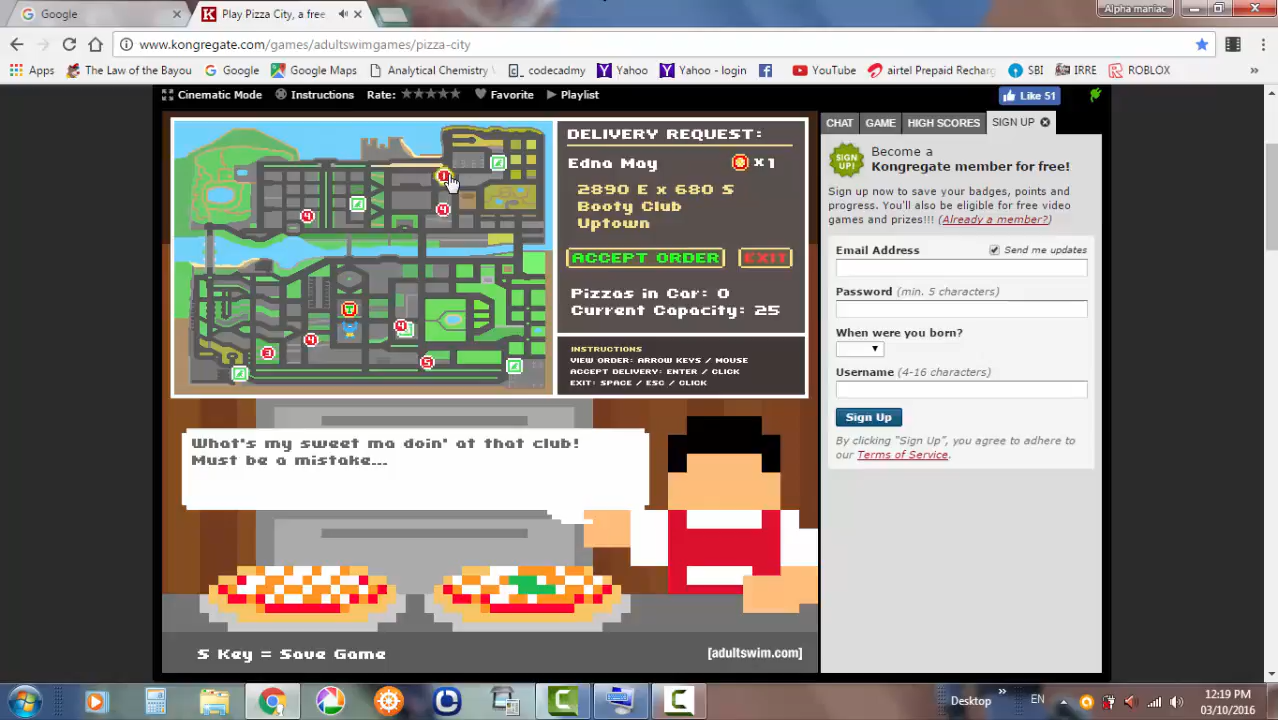 Google
Play Pizza City, a free
Alpha maniac
www.kongregate.com/games/adultswimgames/pizza-city
Apps
The Law of the Bayou
Google
Google Maps
Analytical Chemistry
codecadmy
Yahoo
Yahoo - login
YouTube
airtel Prepaid Recharg
SBI
IRRE
ROBLOX
Cinematic Mode
Instructions
Rate:
Favorite
Playlist
Like 51
CHAT
GAME
HIGH SCORES
SIGN UP
DELIVERY REQUEST:
Edna May x1
2890 E x 680 S
Booty Club
Uptown
ACCEPT ORDER
EXIT
Pizzas in Car: 0
Current Capacity: 25
INSTRUCTIONS
VIEW ORDER: ARROW KEYS / MOUSE
ACCEPT DELIVERY: ENTER / CLICK
EXIT: SPACE / ESC / CLICK
4
4
4
4
3
5
What's my sweet ma doin' at that club!
Must be a mistake...
S Key = Save Game
[adultswim.com]
SIGN UP
Become a
Kongregate member for free!
Sign up now to save your badges, points and
progress. You'll also be eligible for free video
games and prizes!!! (Already a member?)
Email Address
Send me updates
Password (min. 5 characters)
When were you born?
Username (4-16 characters)
Sign Up
By clicking "Sign Up", you agree to adhere to
our Terms of Service.
Desktop
EN
12:19 PM
03/10/2016